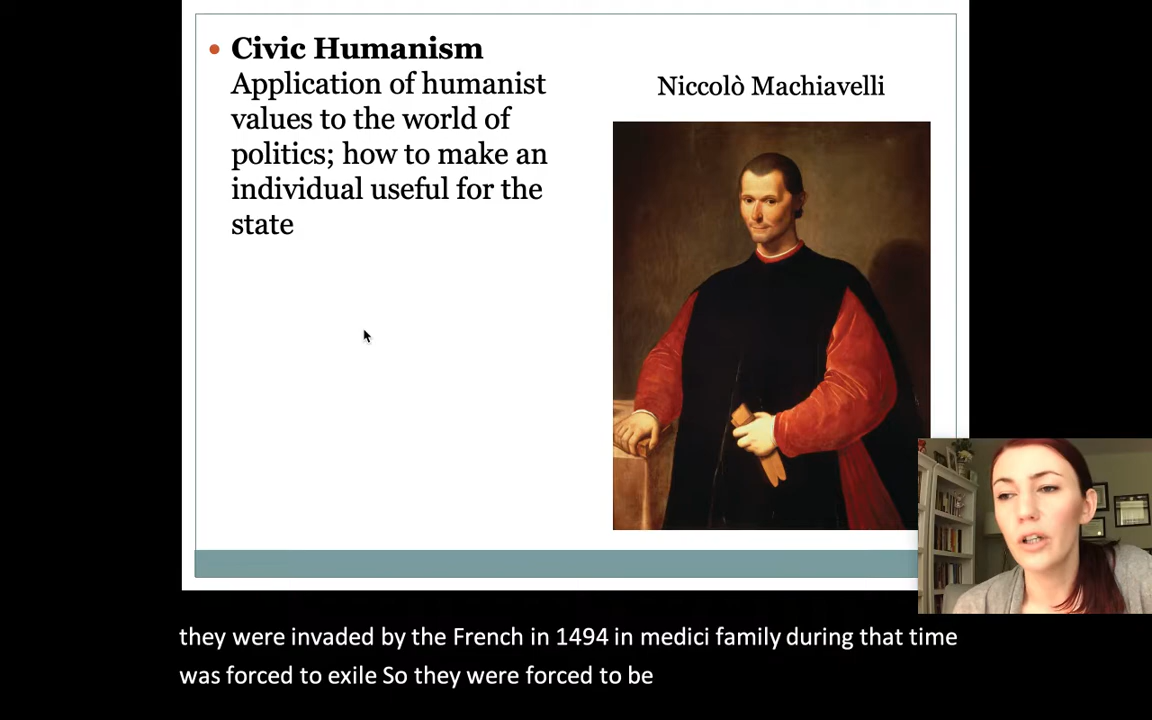 Civic Humanism
Application of humanist
values to the world of
politics; how to make an
individual useful for the
state
Niccolò Machiavelli
they were invaded by the French in 1494 in medici family during that time
was forced to exile So they were forced to be